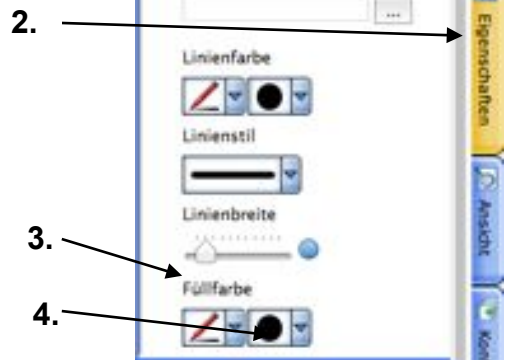 2.
...
Eigenschaften
Linienfarbe
Linienstil
Ansicht
Linienbreite
3.
Füllfarbe
4.